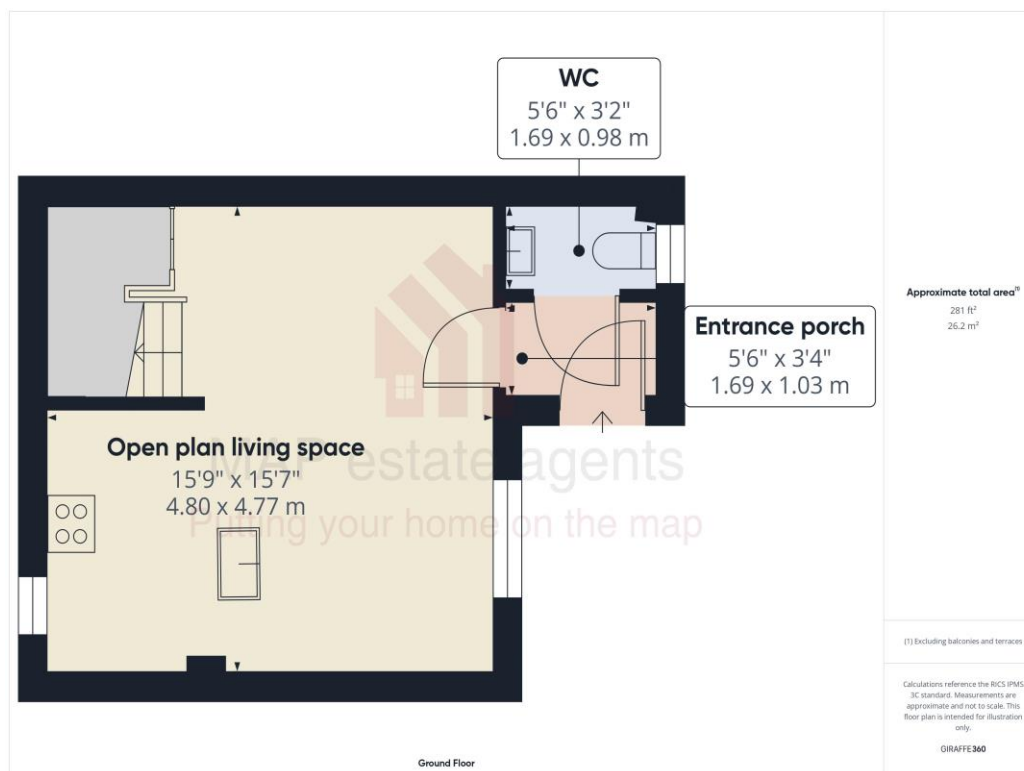 WC
5'6" x 3'2"
1.69 x 0.98 m
Entrance porch
5'6" x 3'4"
1.69 x 1.03 m
Open plan living space
15'9" x 15'7"
4.80 x 4.77 m
MAP estate agents
Putting your home on the map
Ground Floor
Approximate total area⁽¹⁾
281 ft²
26.2 m²
(1) Excluding balconies and terraces
Calculations reference the RICS IPMS
3C standard. Measurements are
approximate and not to scale. This
floor plan is intended for illustration
only.
GIRAFFE360